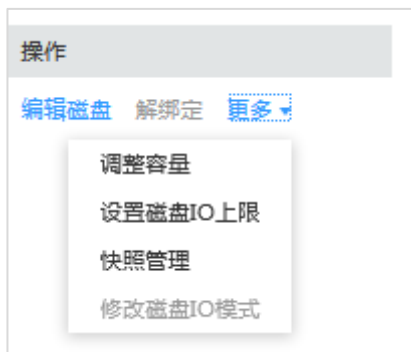 操作
编辑磁盘 解绑定 更多
调整容量
设置磁盘IO上限
快照管理
修改磁盘IO模式